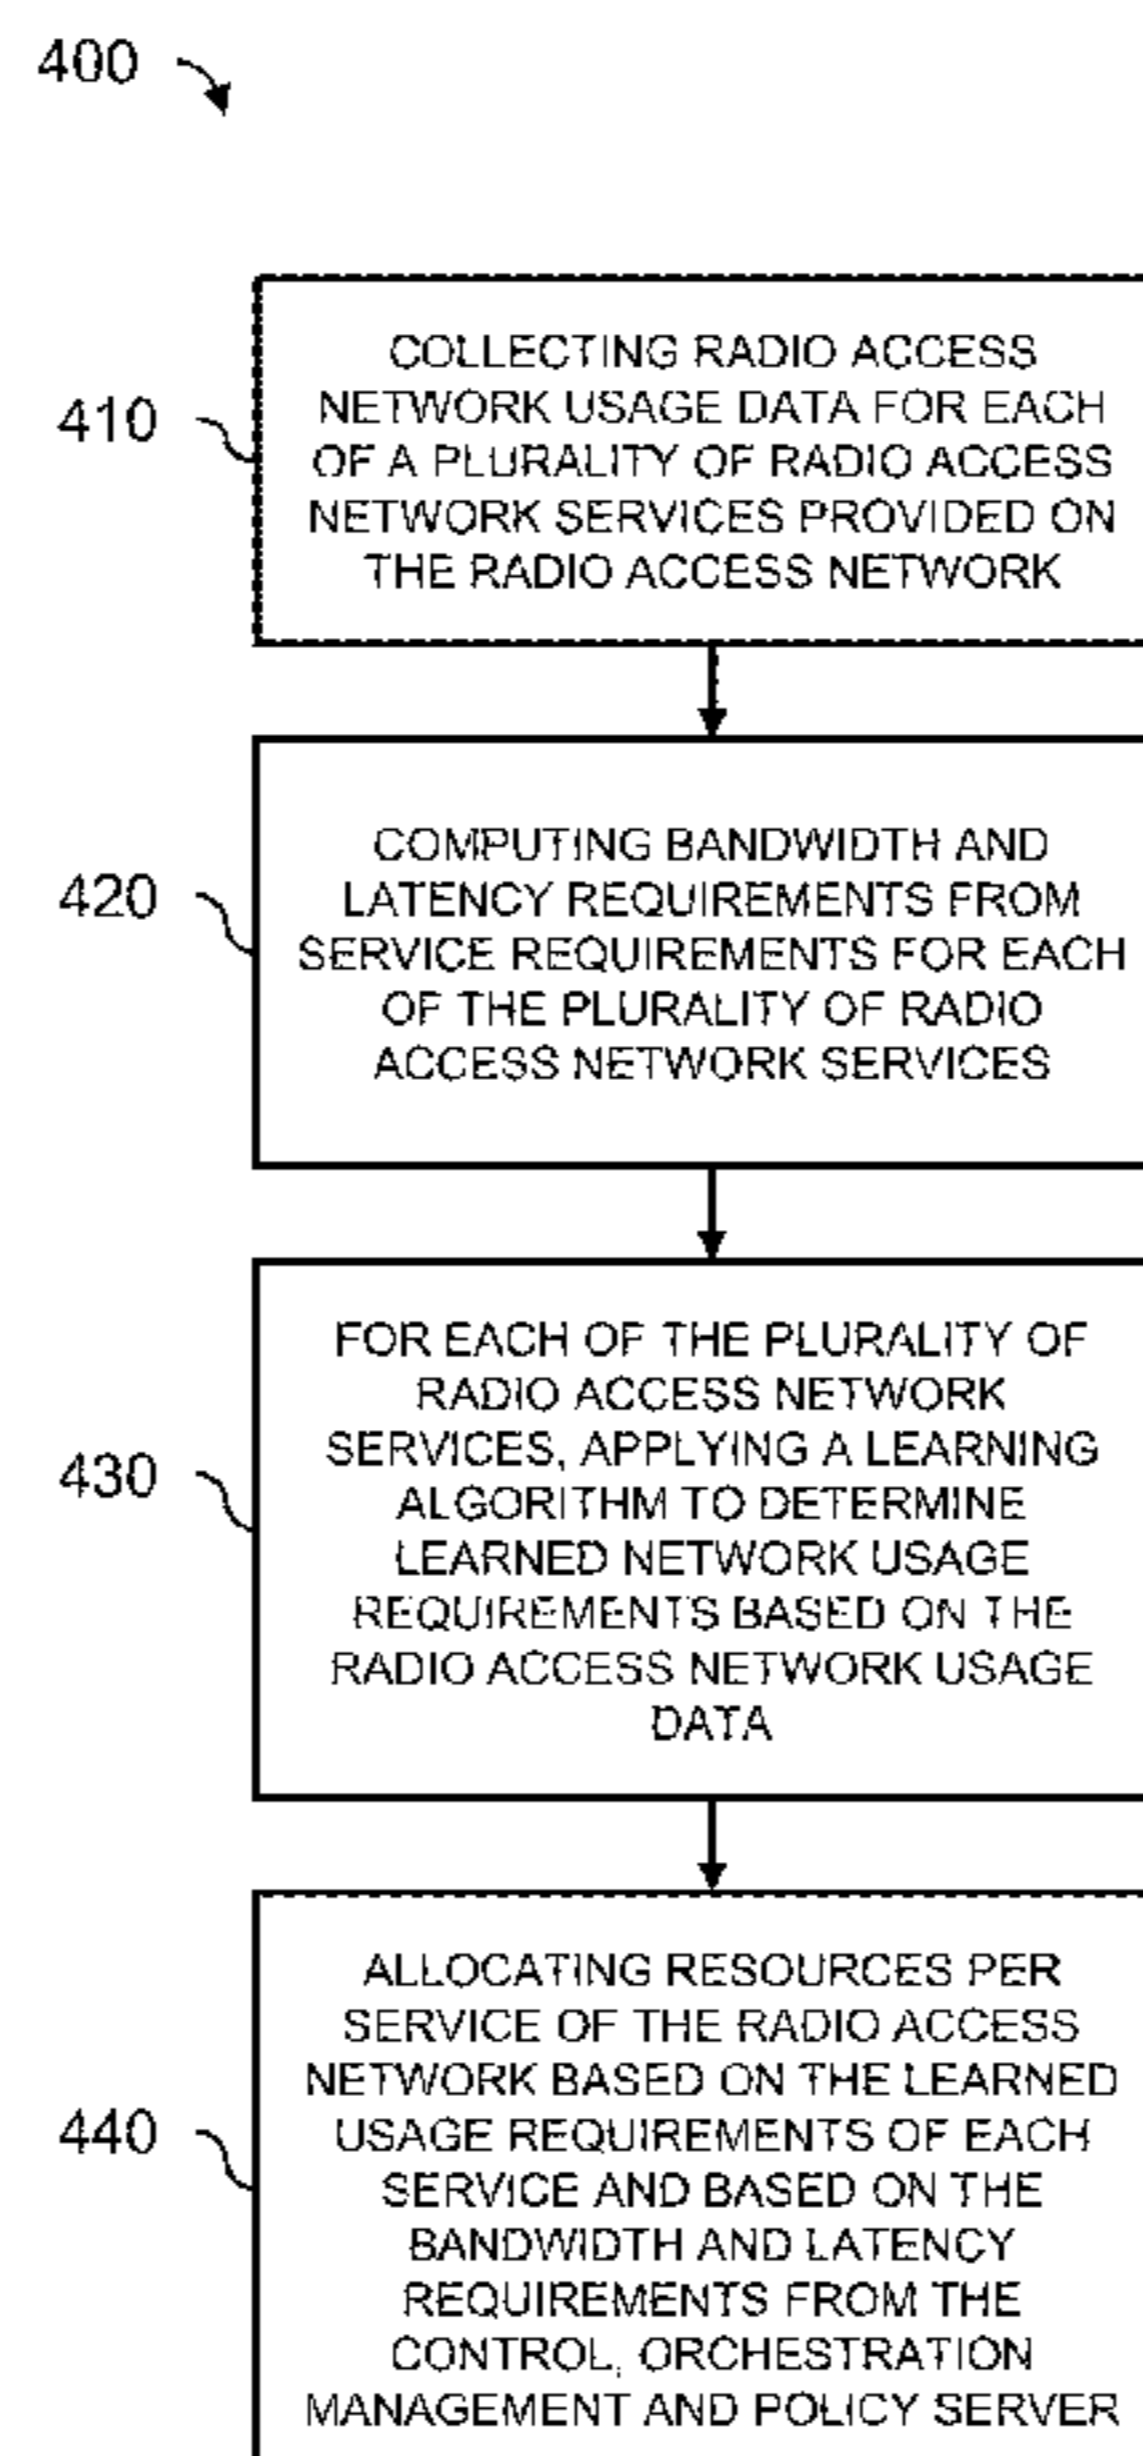 400
410
COLLECTING RADIO ACCESS
NETWORK USAGE DATA FOR EACH
OF A PLURALITY OF RADIO ACCESS
NETWORK SERVICES PROVIDED ON
THE RADIO ACCESS NETWORK
420
COMPUTING BANDWIDTH AND
LATENCY REQUIREMENTS FROM
SERVICE REQUIREMENTS FOR EACH
OF THE PLURALITY OF RADIO
ACCESS NETWORK SERVICES
430
FOR EACH OF THE PLURALITY OF
RADIO ACCESS NETWORK
SERVICES, APPLYING A LEARNING
ALGORITHM TO DETERMINE
LEARNED NETWORK USAGE
REQUIREMENTS BASED ON THE
RADIO ACCESS NETWORK USAGE
DATA
440
ALLOCATING RESOURCES PER
SERVICE OF THE RADIO ACCESS
NETWORK BASED ON THE LEARNED
USAGE REQUIREMENTS OF EACH
SERVICE AND BASED ON THE
BANDWIDTH AND LATENCY
REQUIREMENTS FROM THE
CONTROL, ORCHESTRATION
MANAGEMENT AND POLICY SERVER